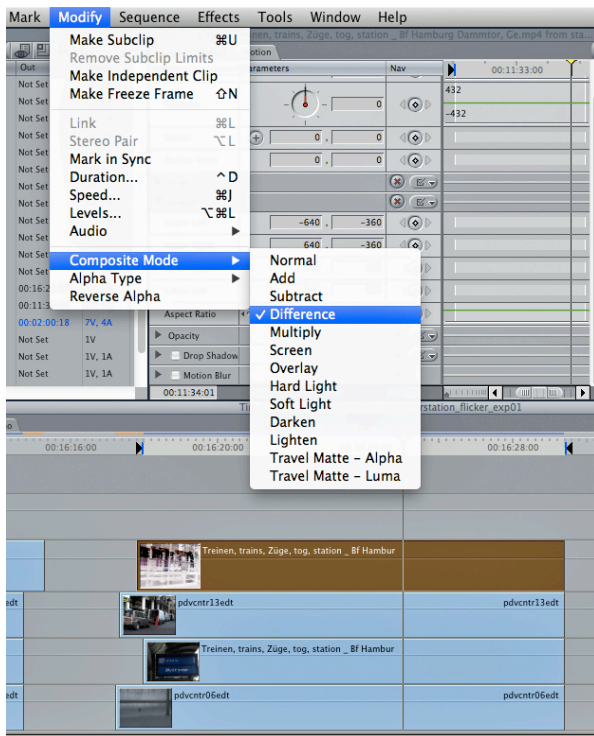 Mark Modify Sequence Effects Tools Window Help
en, trains, Züge, tog, station _ Bf Hamburg Dammtor, Ge.mp4 from sta...
Make Subclip ⌘U
Remove Subclip Limits
Make Independent Clip
Make Freeze Frame ⇧N
Link ⌘L
Stereo Pair ⌥L
Mark in Sync
Duration... ^D
Speed... ⌘J
Levels... ⌥⌘L
Audio
Composite Mode
Alpha Type
Reverse Alpha
Normal
Add
Subtract
✓ Difference
Multiply
Screen
Overlay
Hard Light
Soft Light
Darken
Lighten
Travel Matte - Alpha
Travel Matte - Luma
Out
Not Set
Not Set
Not Set
Not Set
Not Set
Not Set
Not Set
Not Set
Not Set
Not Set
Not Set
Not Set
00:16:2
00:11:3
00:02:00:18 7V, 4A
Not Set 1V
Not Set 1V, 1A
Not Set 1V, 1A
otion
arameters Nav 00:11:33:00
0
432
-432
0 , 0
0 , 0
-640 , -360
640 , -360
Aspect Ratio
Opacity
Drop Shadow
Motion Blur
00:11:34:01
Ti
rstation_flicker_exp01
00:16:16:00 00:16:20:00 00:16:28:00
Treinen, trains, Züge, tog, station _ Bf Hambur
edt pdvcntr13edt pdvcntr13edt
Treinen, trains, Züge, tog, station _ Bf Hambur
edt pdvcntr06edt pdvcntr06edt